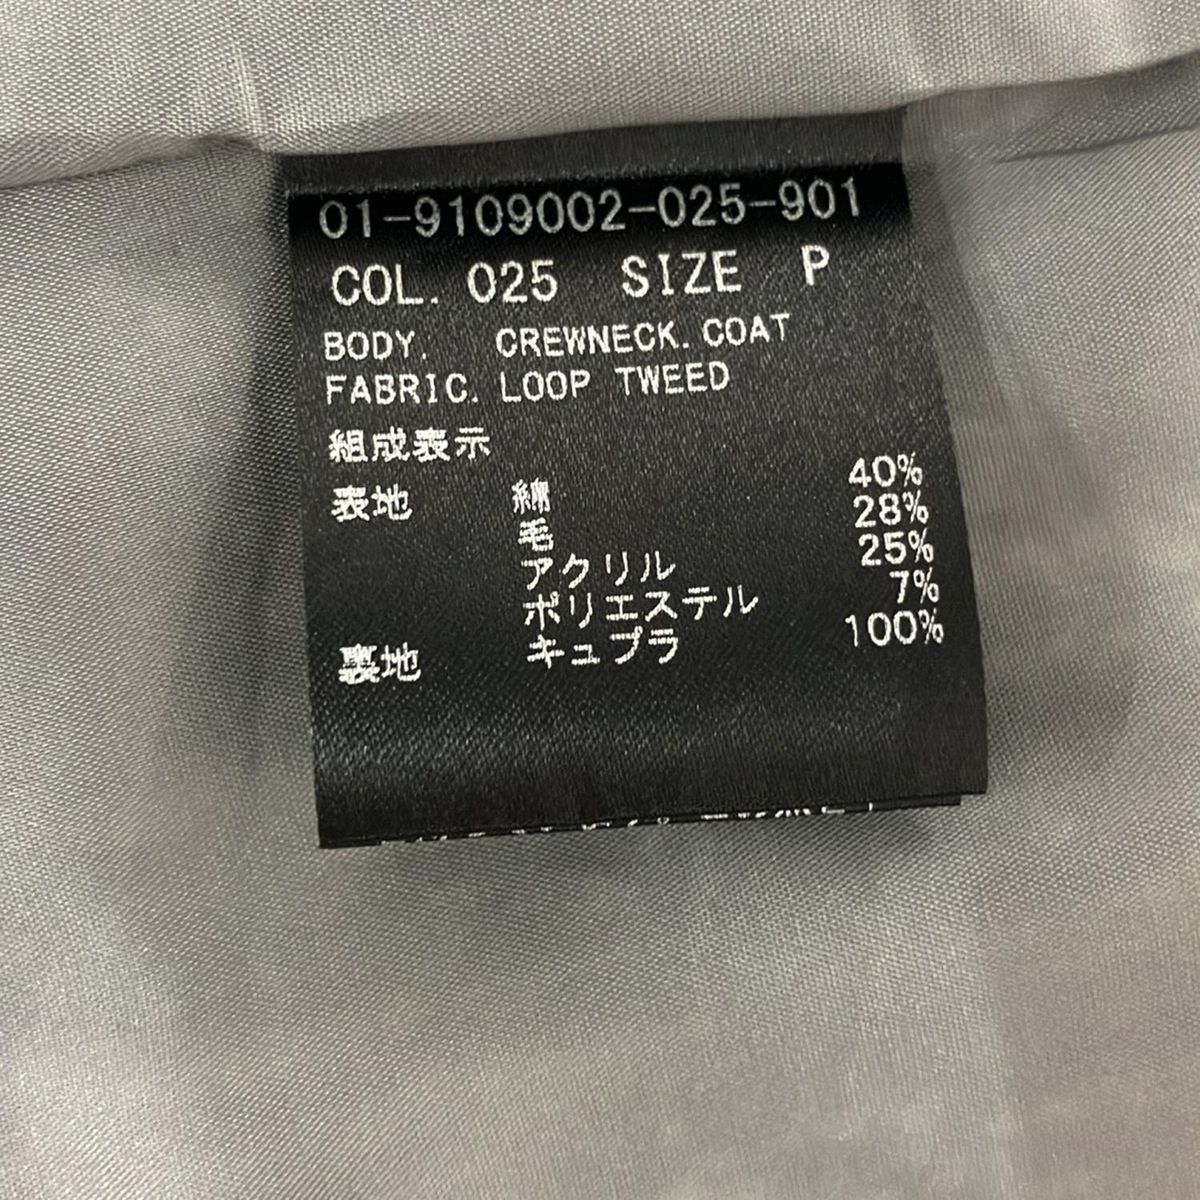 01-9109002-025-901
COL. 025 SIZE P
BODY. CREWNECK. COAT
FABRIC. LOOP TWEED
組成表示
表地 綿 40%
毛 28%
アクリル 25%
ポリエステル 7%
裏地 キュプラ 100%